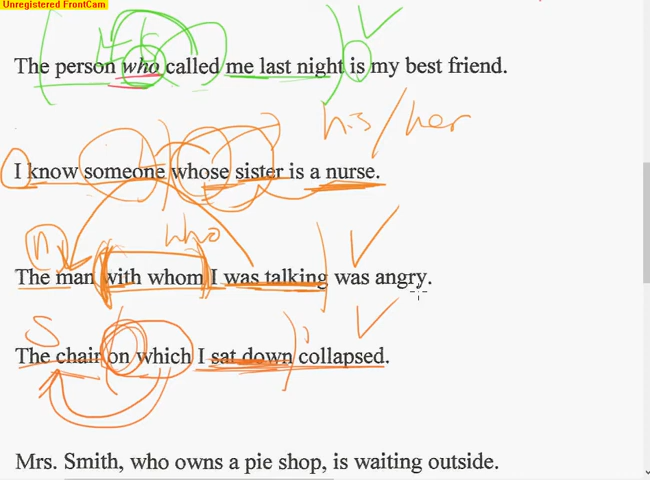 Unregistered FrontCam
The person who called me last night is my best friend.
his/her
I know someone whose sister is a nurse.
n who
The man with whom I was talking was angry.
S
The chair on which I sat down collapsed.
Mrs. Smith, who owns a pie shop, is waiting outside.